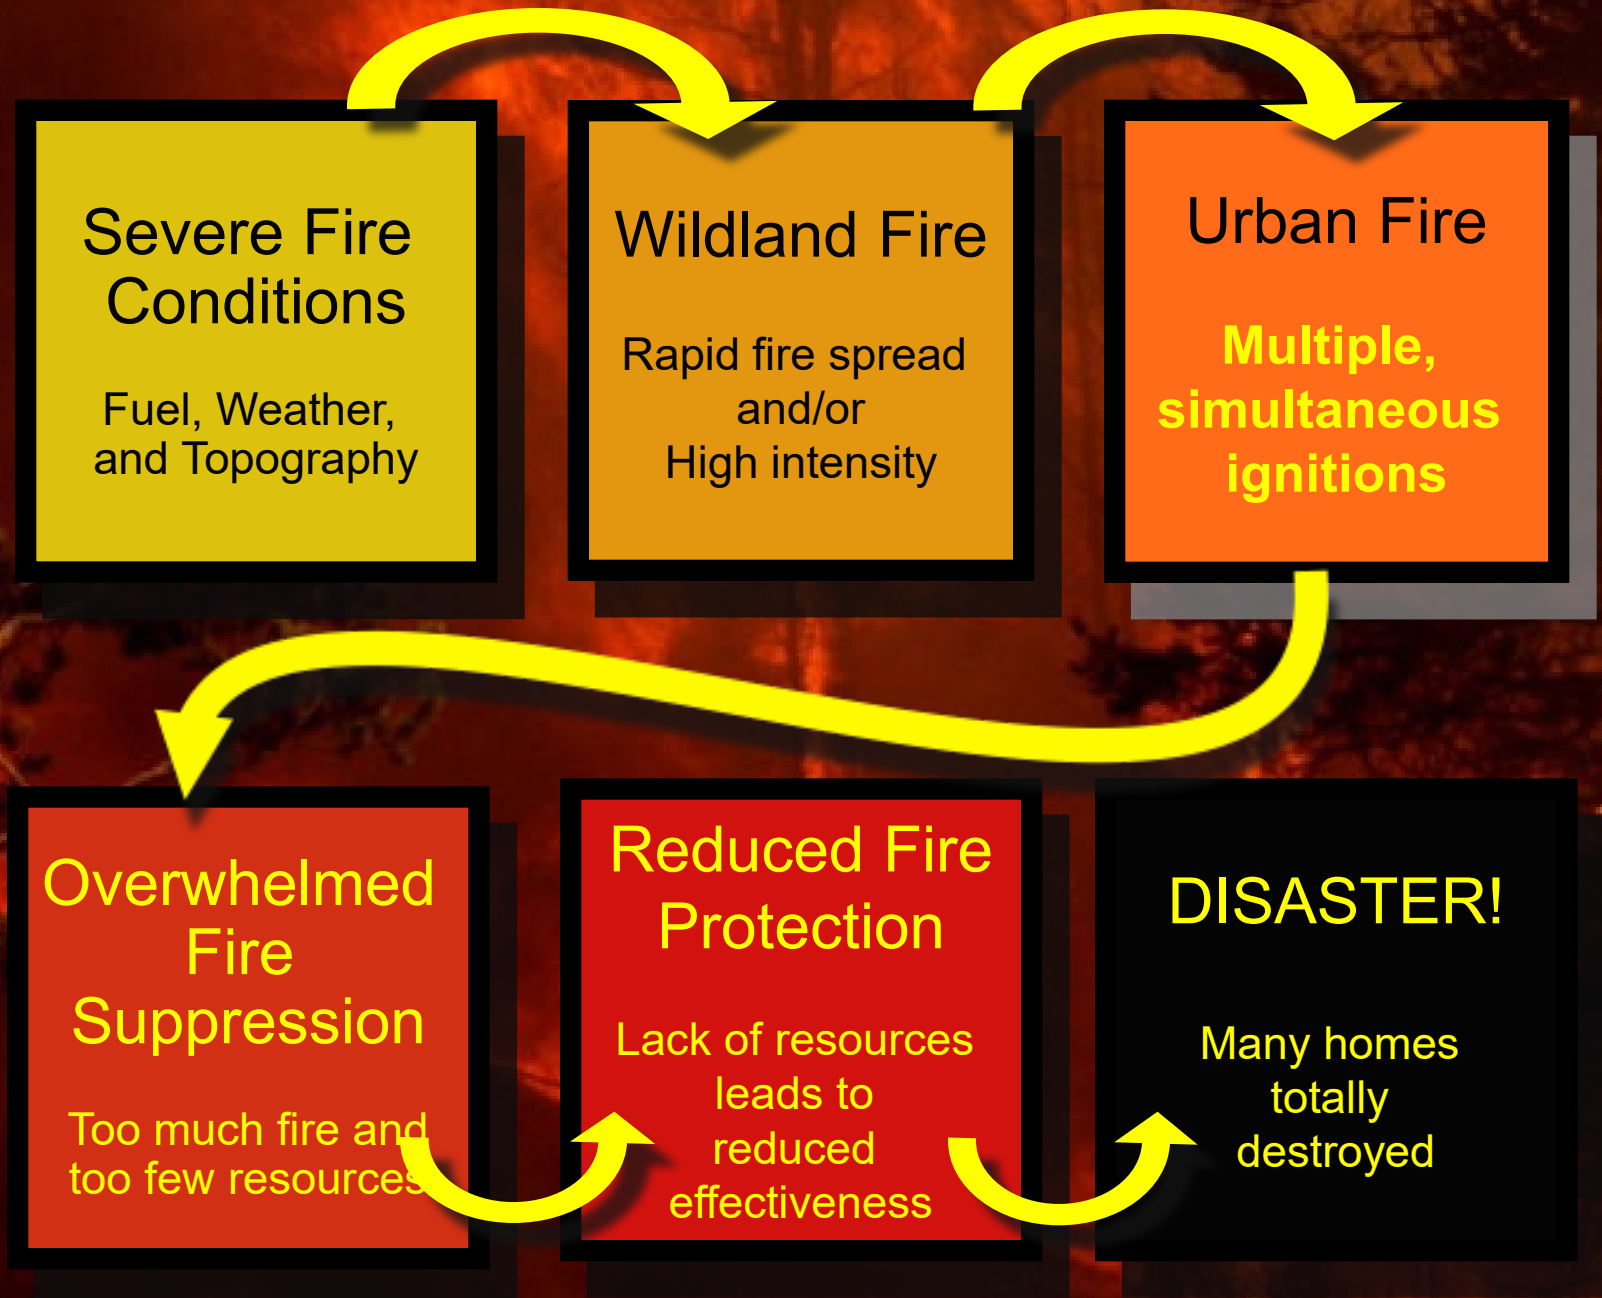 Severe Fire
Conditions
Fuel, Weather,
and Topography
Wildland Fire
Rapid fire spread
and/or
High intensity
Urban Fire
Multiple,
simultaneous
ignitions
Overwhelmed
Fire
Suppression
Too much fire and
too few resources
Reduced Fire
Protection
Lack of resources
leads to
reduced
effectiveness
DISASTER!
Many homes
totally
destroyed